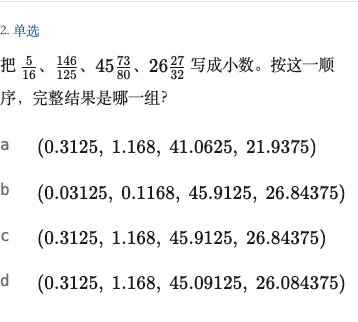 2. 单选
把 5/16、146/125、45 73/80、26 27/32 写成小数。按这一顺
序，完整结果是哪一组?
a (0.3125, 1.168, 41.0625, 21.9375)
b (0.03125, 0.1168, 45.9125, 26.84375)
c (0.3125, 1.168, 45.9125, 26.84375)
d (0.3125, 1.168, 45.09125, 26.084375)